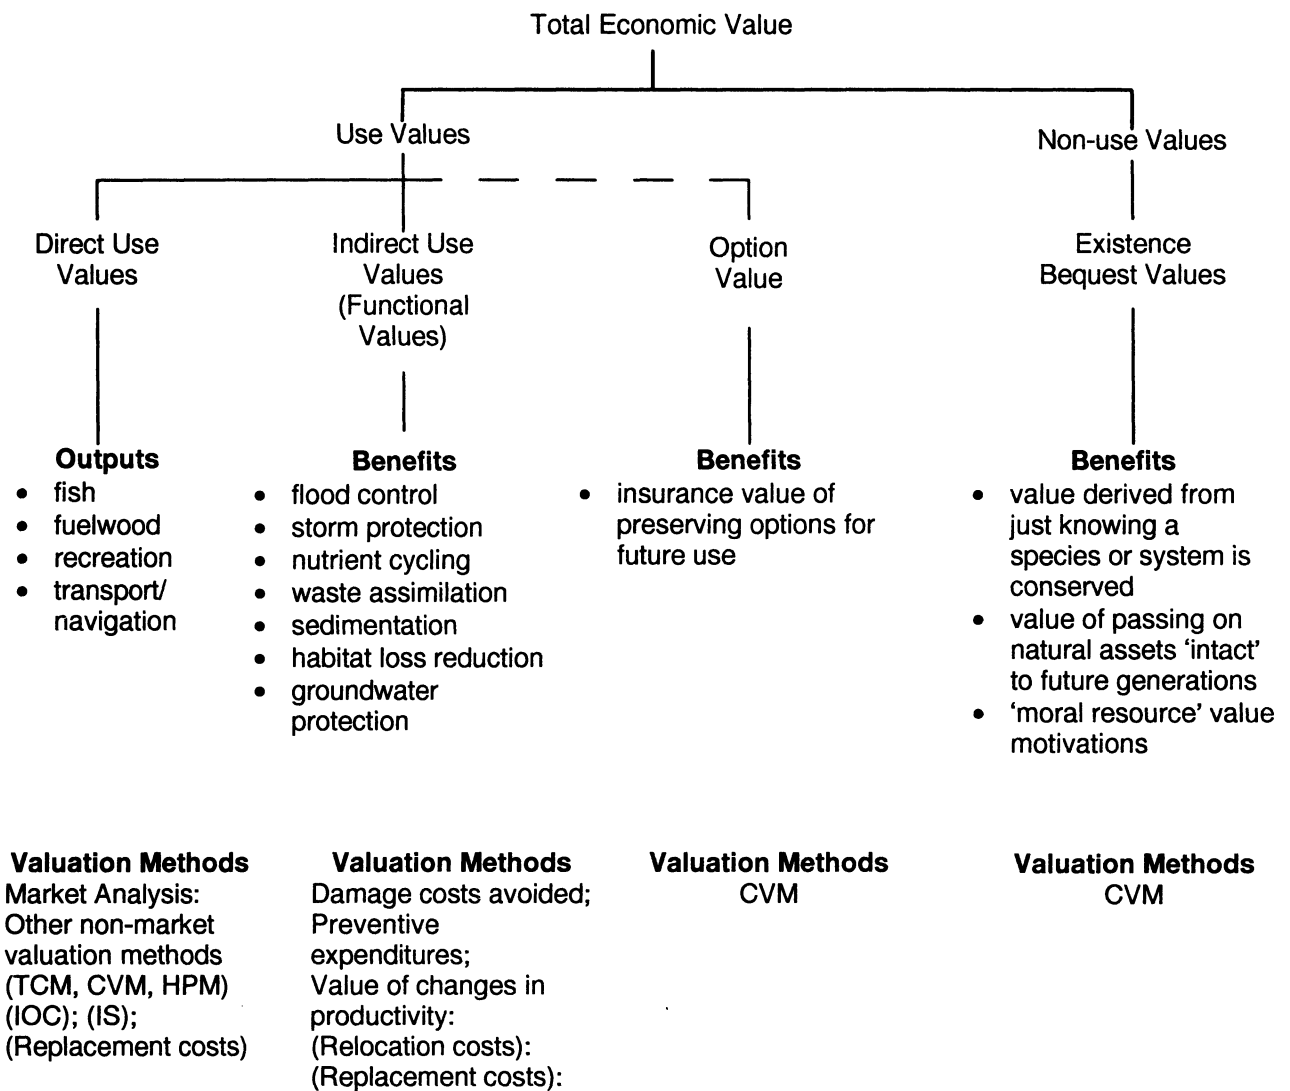 Total Economic Value
Use Values
Non-use Values
Direct Use
Values
Indirect Use
Values
(Functional
Values)
Option
Value
Existence
Bequest Values
Outputs
• fish
• fuelwood
• recreation
• transport/
navigation
Benefits
• flood control
• storm protection
• nutrient cycling
• waste assimilation
• sedimentation
• habitat loss reduction
• groundwater
protection
Benefits
• insurance value of
preserving options for
future use
Benefits
• value derived from
just knowing a
species or system is
conserved
• value of passing on
natural assets ‘intact’
to future generations
• ‘moral resource’ value
motivations
Valuation Methods
Market Analysis:
Other non-market
valuation methods
(TCM, CVM, HPM)
(IOC); (IS);
(Replacement costs)
Valuation Methods
Damage costs avoided;
Preventive
expenditures;
Value of changes in
productivity:
(Relocation costs):
(Replacement costs):
Valuation Methods
CVM
Valuation Methods
CVM